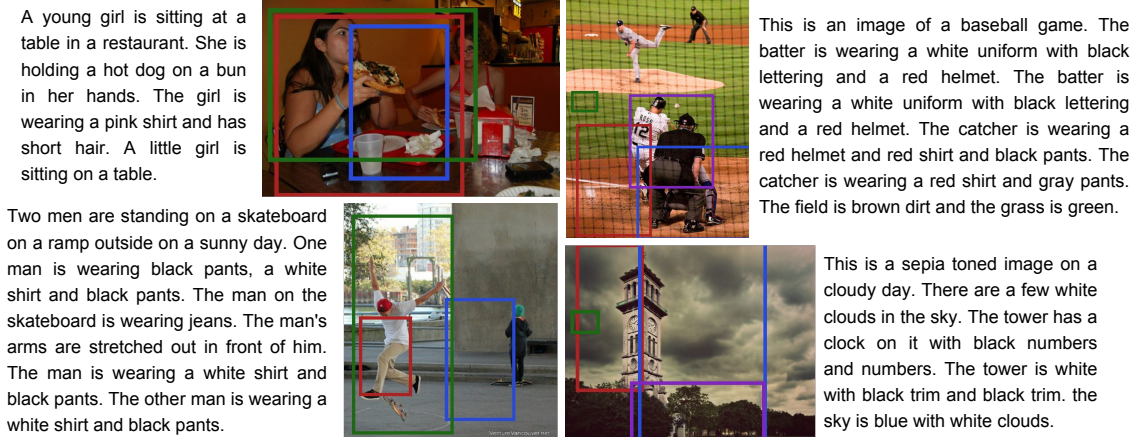 A young girl is sitting at a
table in a restaurant. She is
holding a hot dog on a bun
in her hands. The girl is
wearing a pink shirt and has
short hair. A little girl is
sitting on a table.
This is an image of a baseball game. The
batter is wearing a white uniform with black
lettering and a red helmet. The batter is
wearing a white uniform with black lettering
and a red helmet. The catcher is wearing a
red helmet and red shirt and black pants. The
catcher is wearing a red shirt and gray pants.
The field is brown dirt and the grass is green.
12
Two men are standing on a skateboard
on a ramp outside on a sunny day. One
man is wearing black pants, a white
shirt and black pants. The man on the
skateboard is wearing jeans. The man's
arms are stretched out in front of him.
The man is wearing a white shirt and
black pants. The other man is wearing a
white shirt and black pants.
VentureVancouver.net
This is a sepia toned image on a
cloudy day. There are a few white
clouds in the sky. The tower has a
clock on it with black numbers
and numbers. The tower is white
with black trim and black trim. the
sky is blue with white clouds.